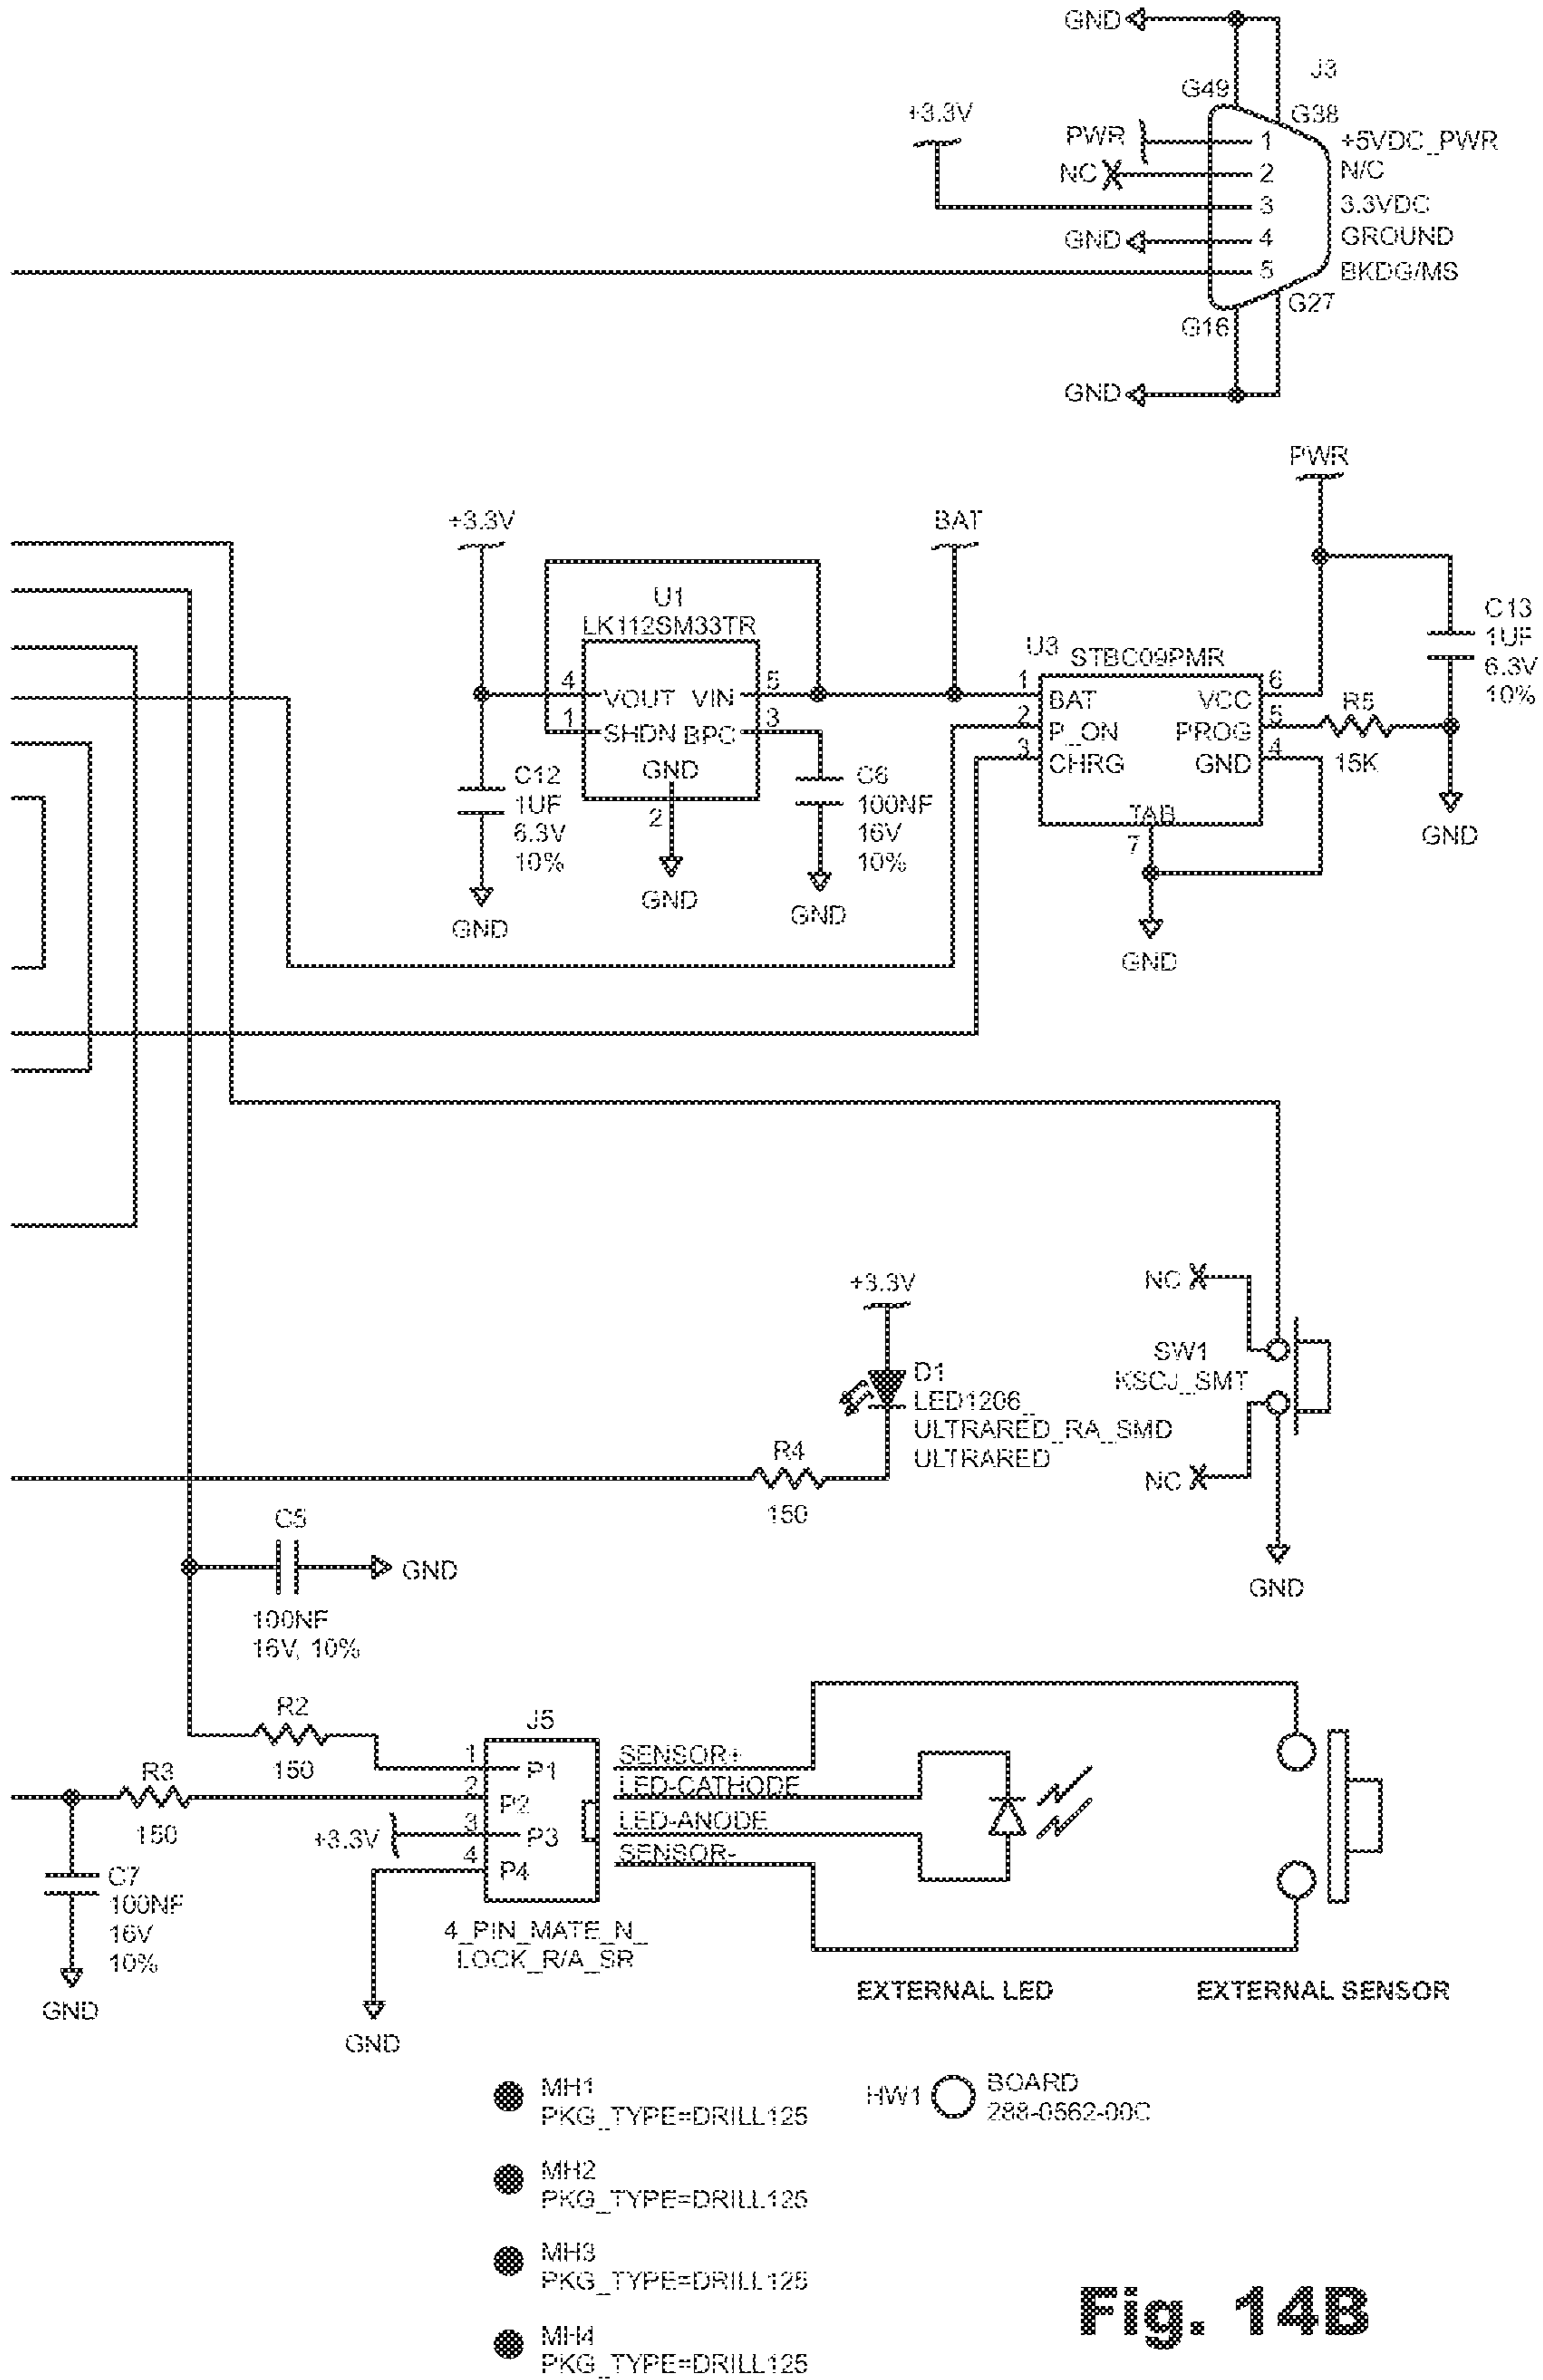 GND
J3
G49
G38
+3.3V
PWR
1
+5VDC_PWR
NC
2
N/C
3
3.3VDC
GND
4
GROUND
5
BKDG/MS
G27
G16
GND
PWR
+3.3V
BAT
U1
LK112SM33TR
C13
1UF
6.3V
10%
U3
STBC09PMR
4
VOUT
VIN
5
1
SHDN
BPC
3
GND
2
GND
1
BAT
VCC
6
2
P_ON
PROG
5
R5
3
CHRG
GND
4
15K
TAB
7
GND
GND
C12
1UF
6.3V
10%
GND
C6
100NF
16V
10%
GND
+3.3V
NC
D1
LED1206_
ULTRARED_RA_SMD
ULTRARED
SW1
KSCJ_SMT
R4
150
NC
GND
C5
GND
100NF
16V, 10%
R2
150
R3
150
J5
1
P1
SENSOR+
2
P2
LED-CATHODE
+3.3V
3
P3
LED-ANODE
4
P4
SENSOR-
C7
100NF
16V
10%
GND
4_PIN_MATE_N_
LOCK_R/A_SR
GND
EXTERNAL LED
EXTERNAL SENSOR
MH1
PKG_TYPE=DRILL125
HW1
BOARD
288-0562-00C
MH2
PKG_TYPE=DRILL125
MH3
PKG_TYPE=DRILL125
MH4
PKG_TYPE=DRILL125
Fig. 14B